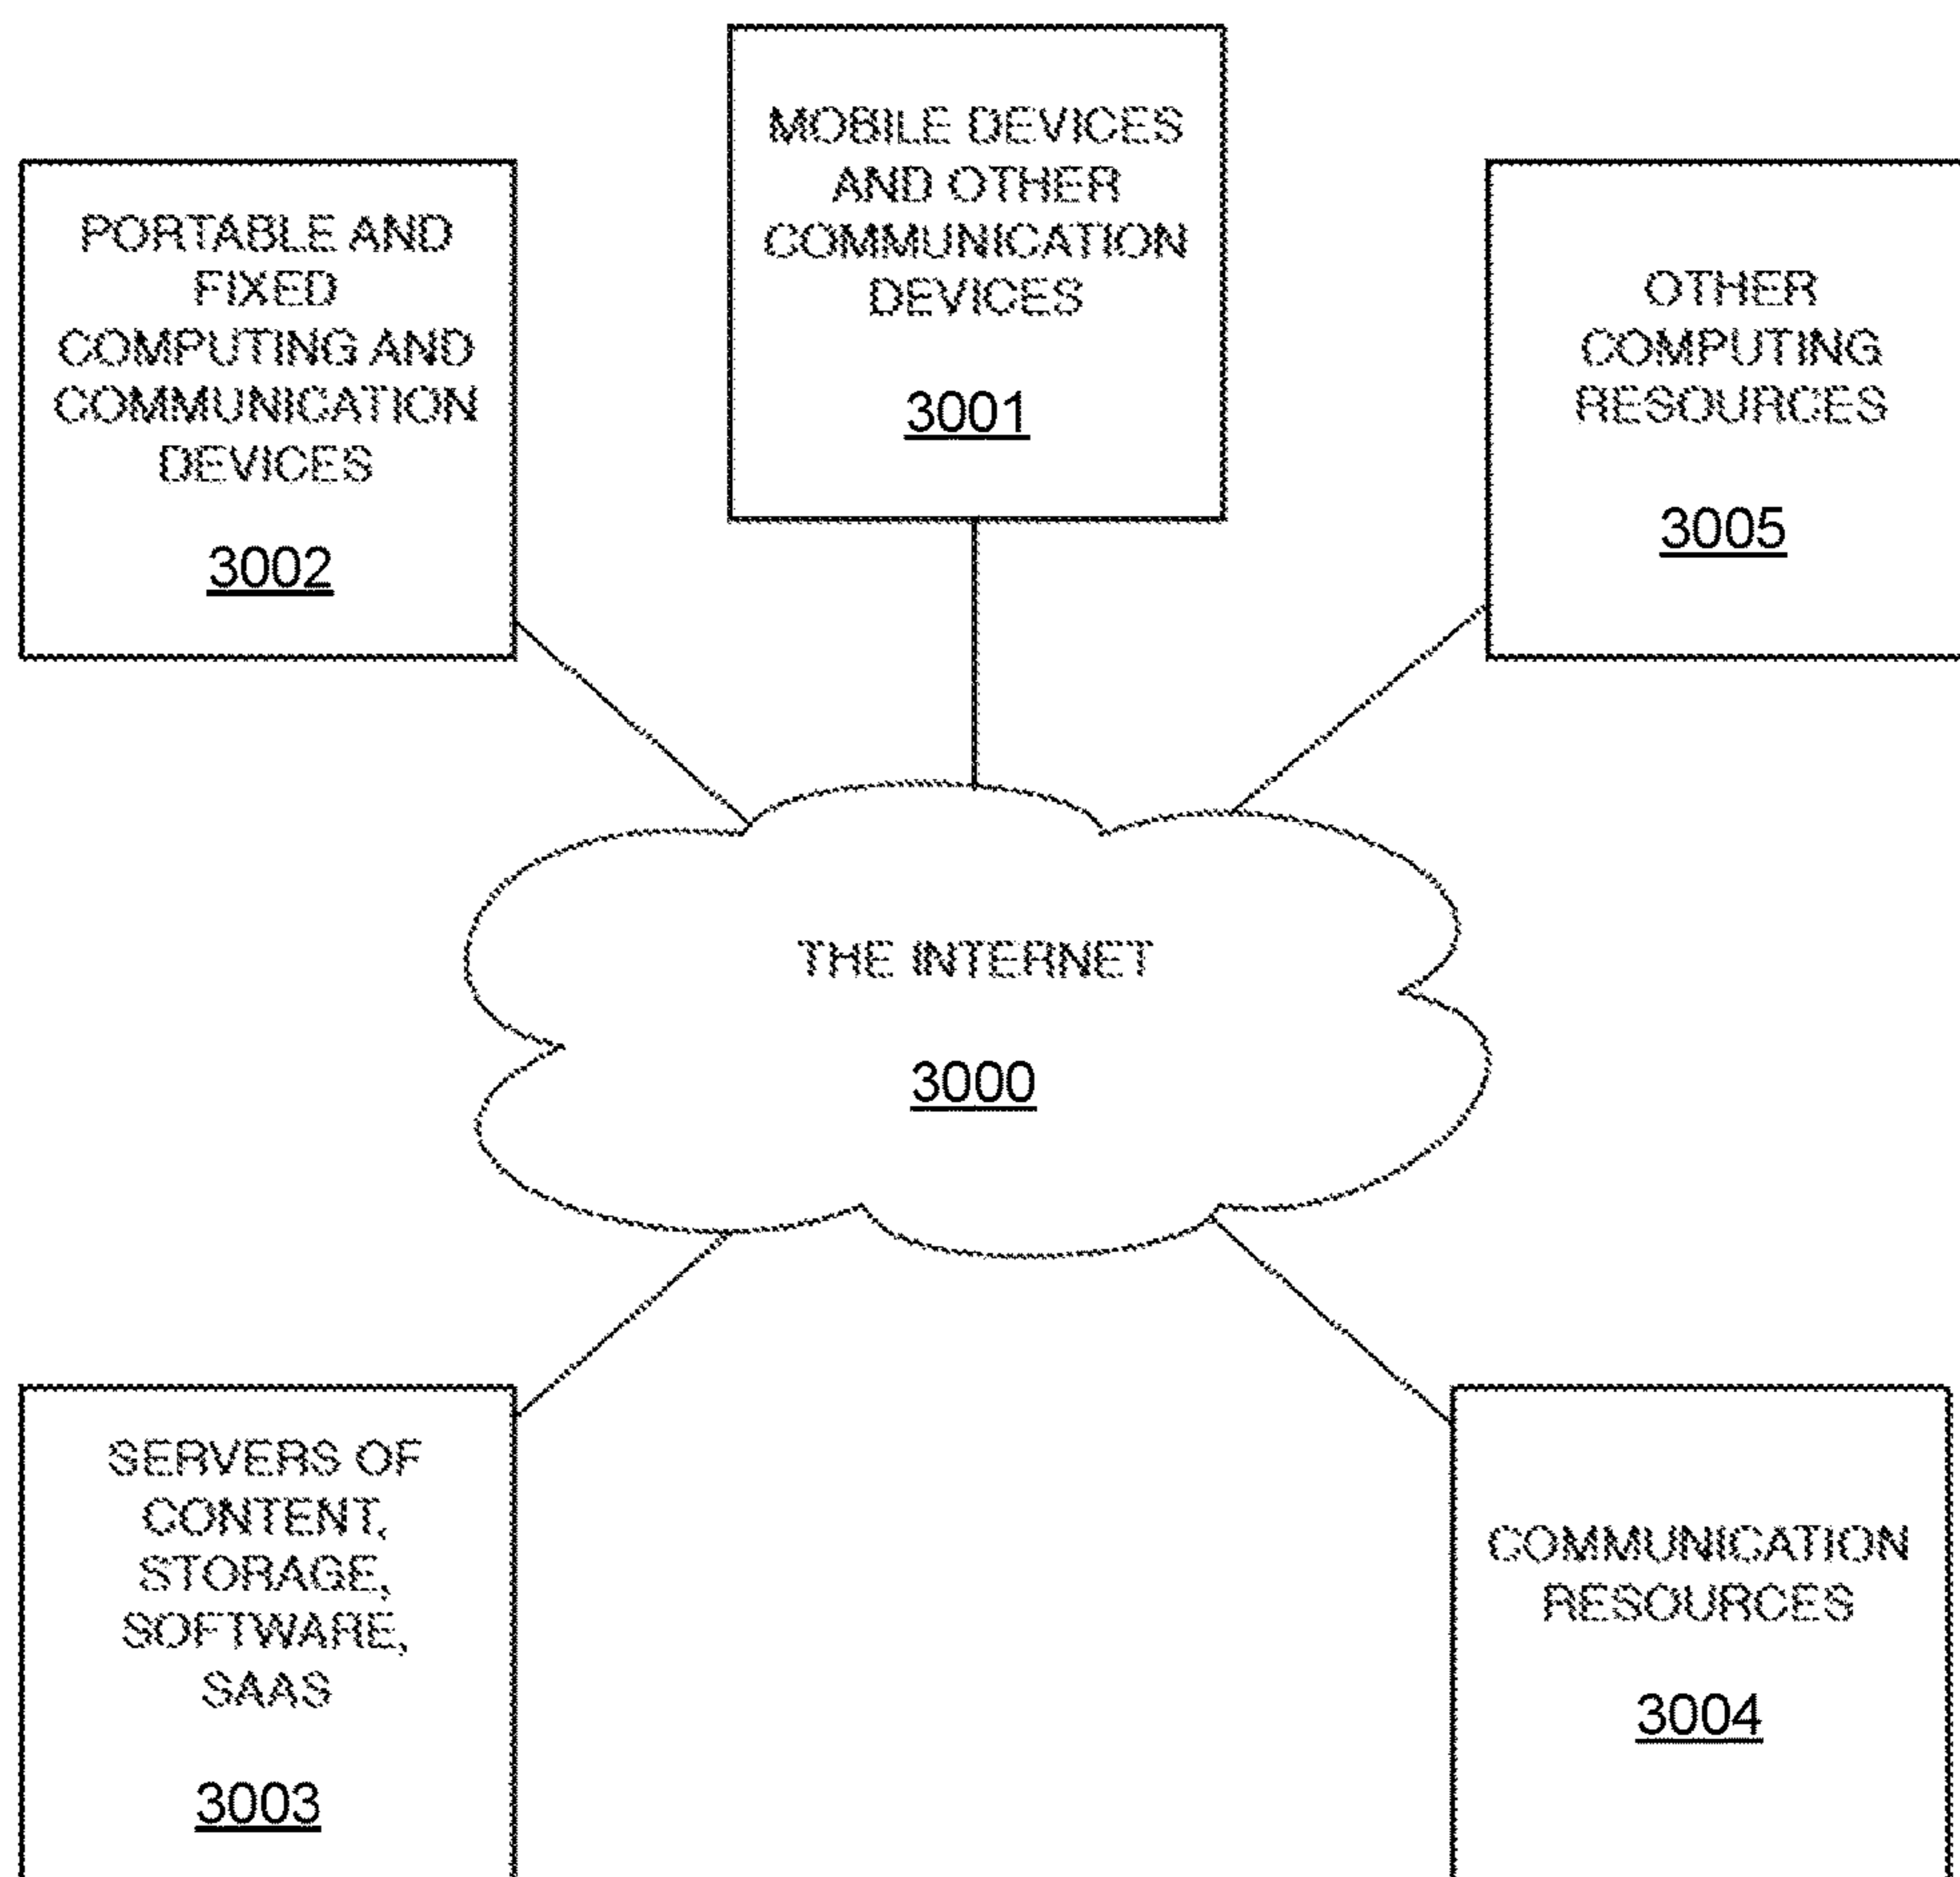 MOBILE DEVICES
AND OTHER
COMMUNICATION
DEVICES
3001
PORTABLE AND
FIXED
COMPUTING AND
COMMUNICATION
DEVICES
3002
OTHER
COMPUTING
RESOURCES
3005
THE INTERNET
3000
SERVERS OF
CONTENT,
STORAGE,
SOFTWARE,
SAAS
3003
COMMUNICATION
RESOURCES
3004